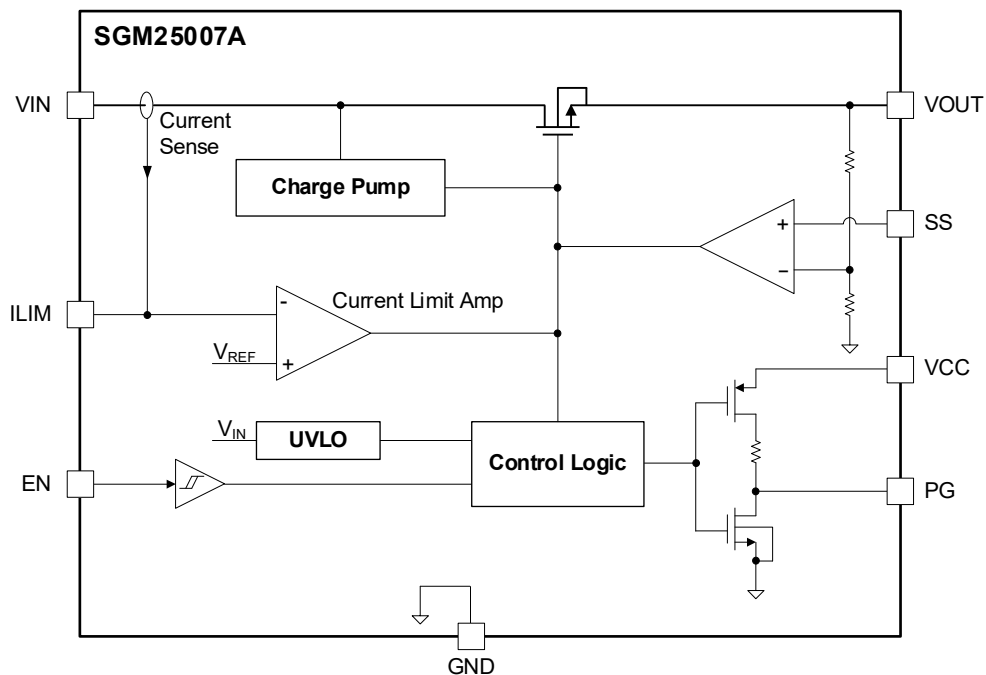 SGM25007A
VIN
VOUT
Current
Sense
Charge Pump
+
SS
-
ILIM
-
Current Limit Amp
VREF
+
VCC
VIN
UVLO
Control Logic
EN
PG
GND